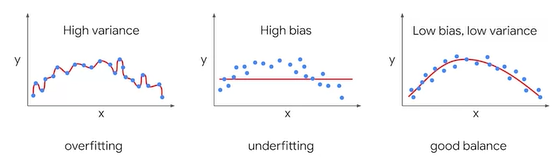 High variance
y
x
overfitting
High bias
y
x
underfitting
Low bias, low variance
y
x
good balance